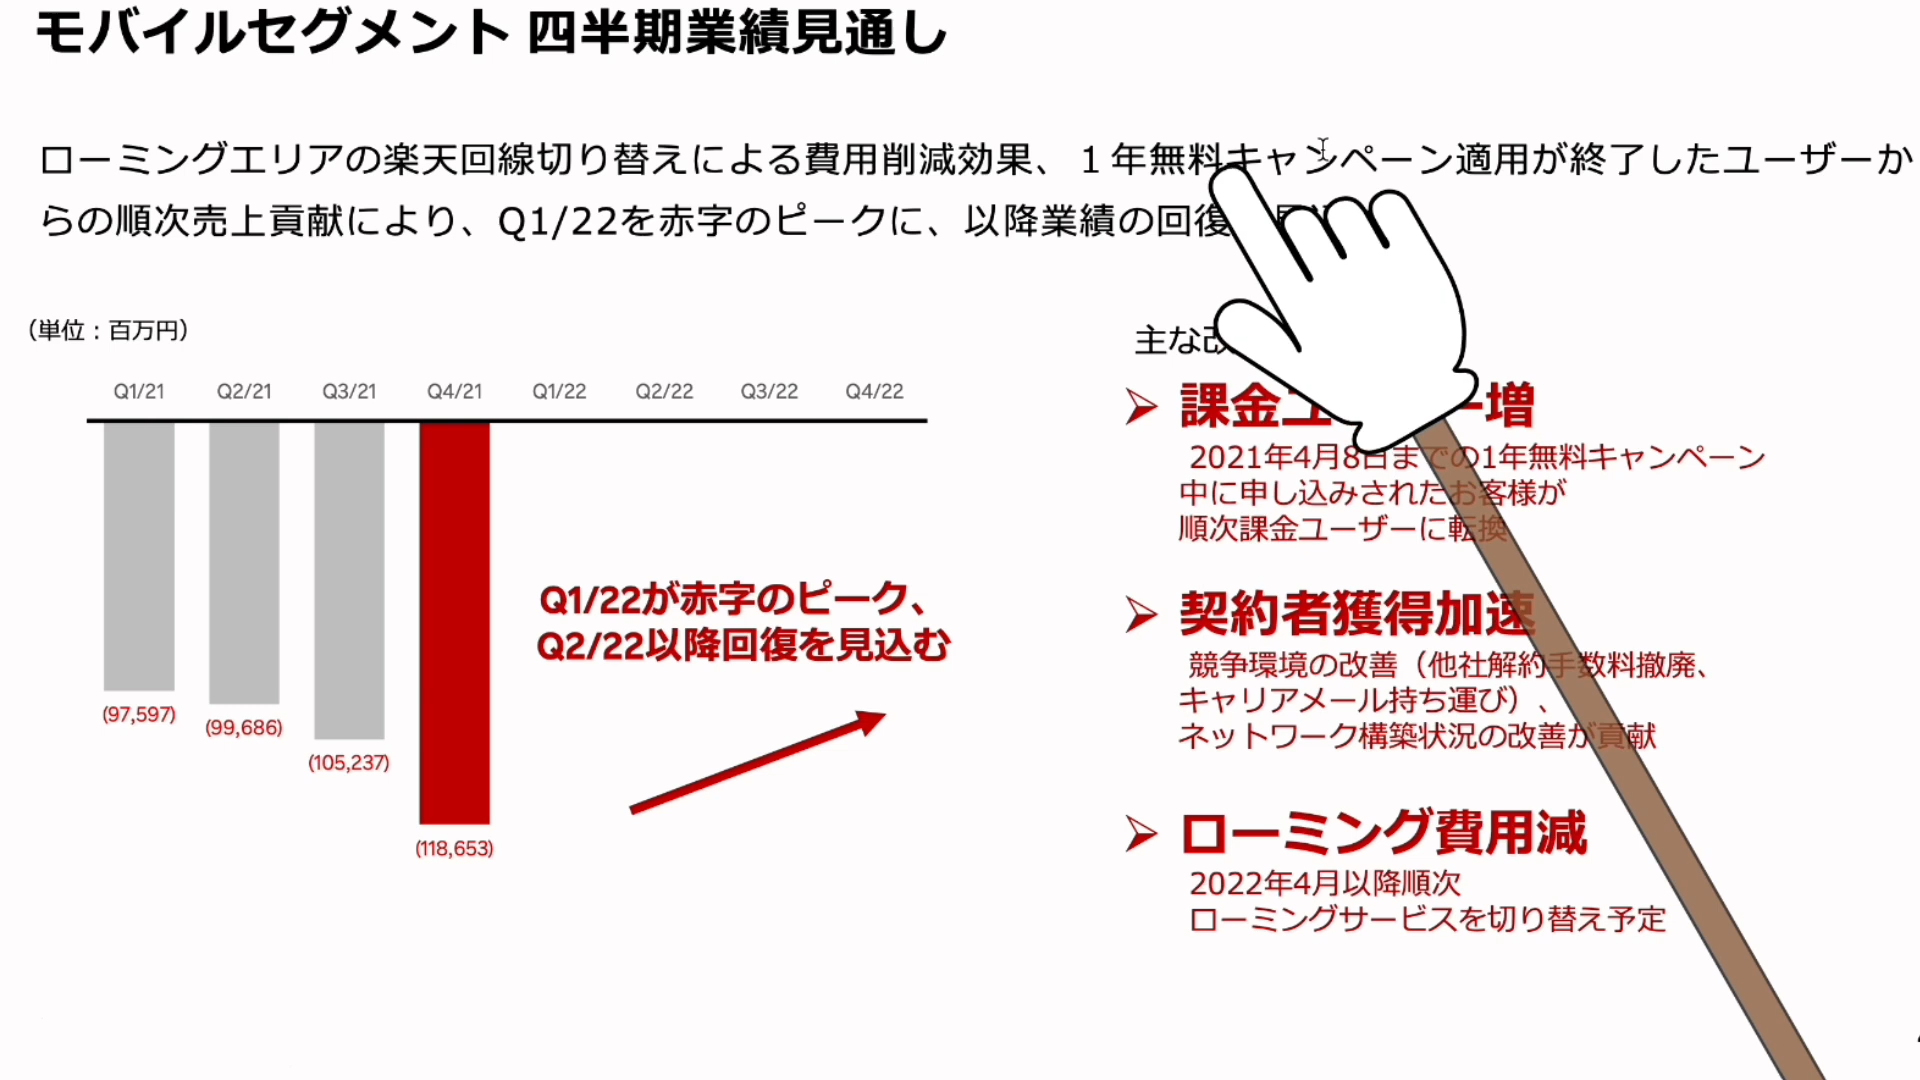 モバイルセグメント 四半期業績見通し
ローミングエリアの楽天回線切り替えによる費用削減効果、１年無料キャンペーン適用が終了したユーザーか
らの順次売上貢献により、Q1/22を赤字のピークに、以降業績の回復
（単位：百万円）
Q1/21 Q2/21 Q3/21 Q4/21 Q1/22 Q2/22 Q3/22 Q4/22
(97,597)
(99,686)
(105,237)
(118,653)
Q1/22が赤字のピーク、
Q2/22以降回復を見込む
主な
➢ 課金ユーザー増
2021年4月8日までの1年無料キャンペーン
中に申し込みされたお客様が
順次課金ユーザーに転換
➢ 契約者獲得加速
競争環境の改善（他社解約手数料撤廃、
キャリアメール持ち運び）、
ネットワーク構築状況の改善が貢献
➢ ローミング費用減
2022年4月以降順次
ローミングサービスを切り替え予定